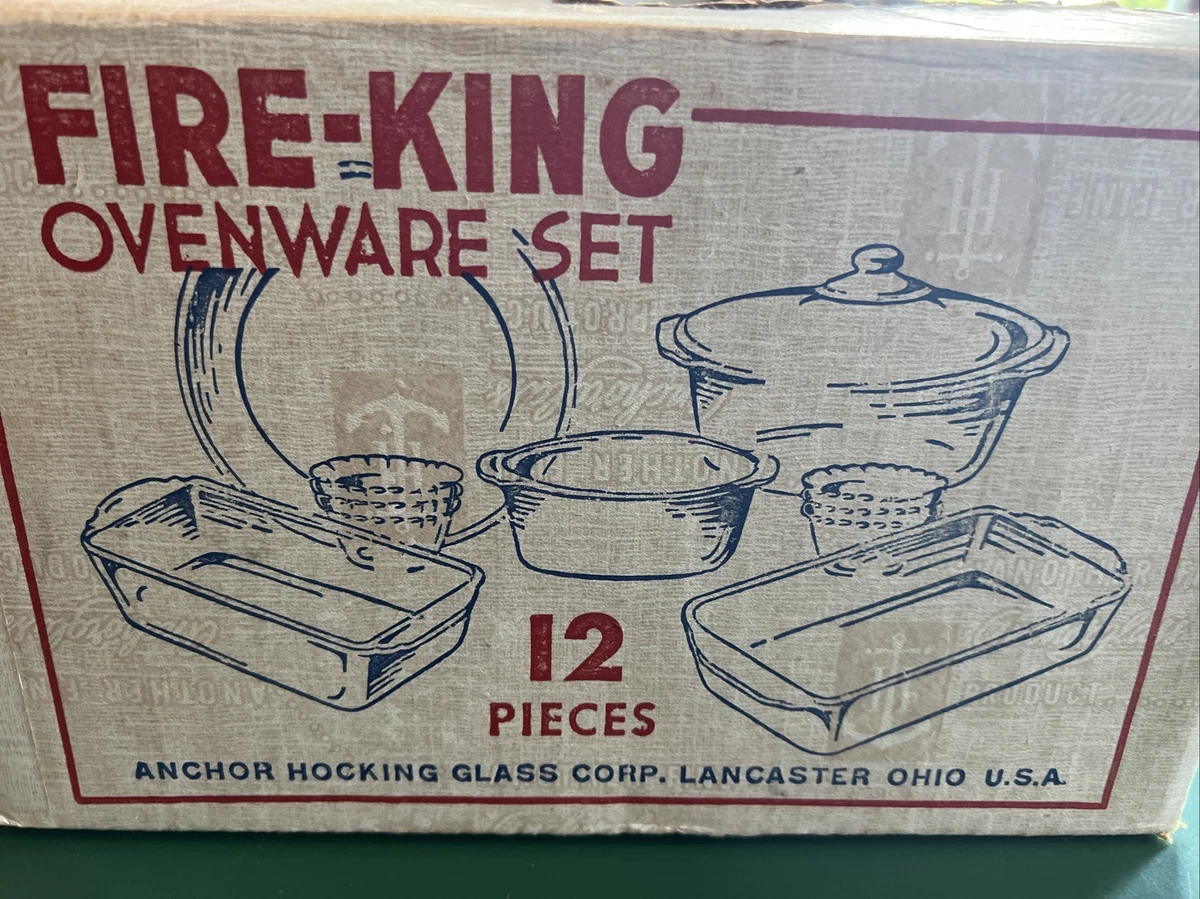 FIRE-KING
OVENWARE SET
12
PIECES
ANCHOR HOCKING GLASS CORP. LANCASTER OHIO U.S.A.